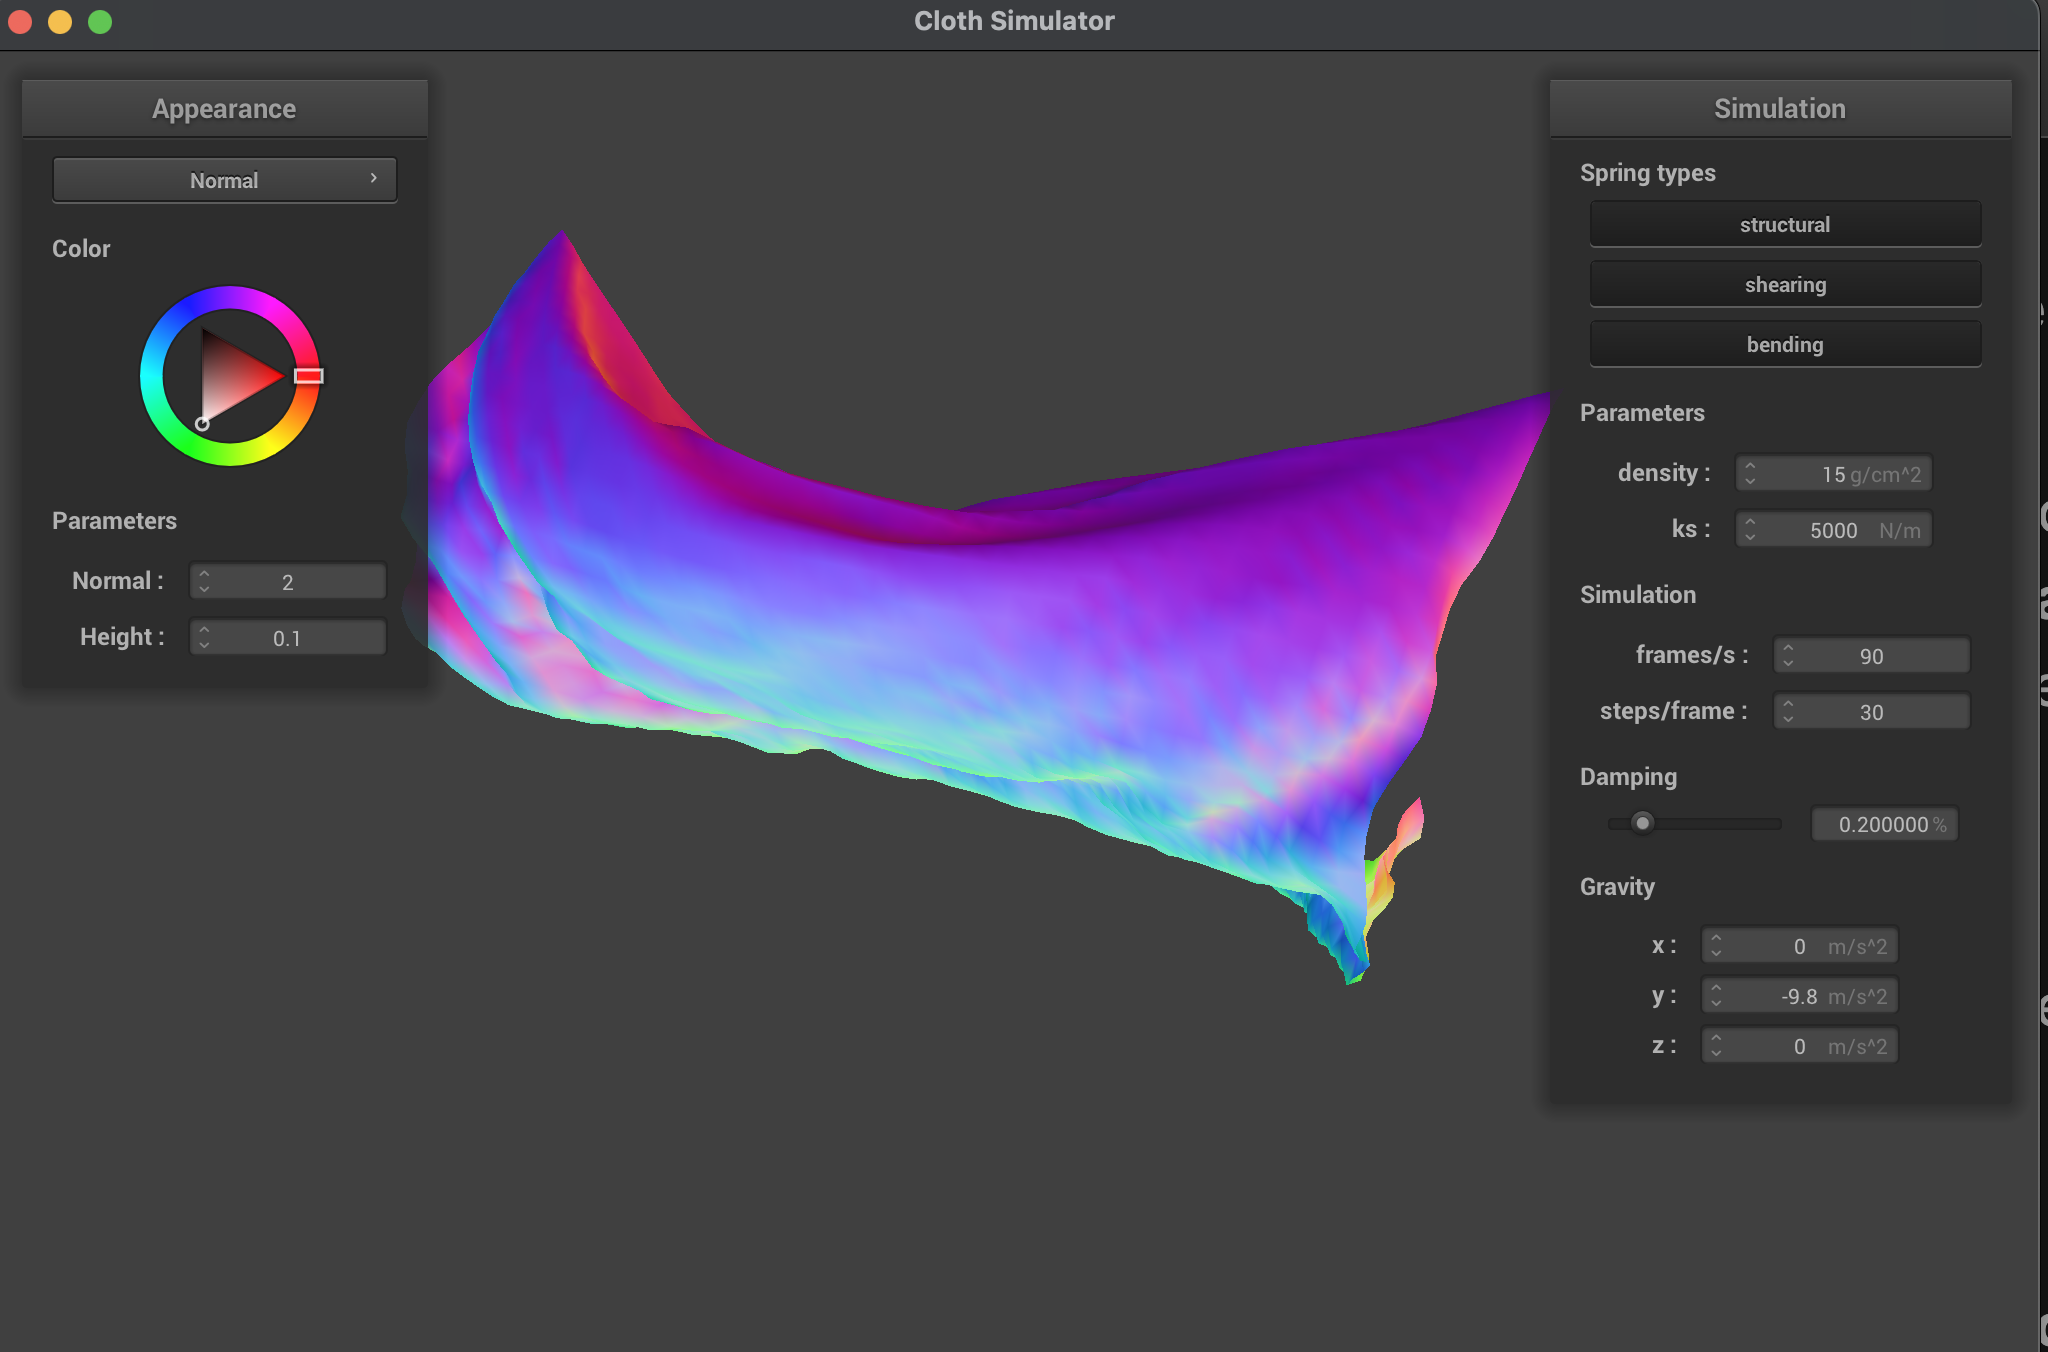 Cloth Simulator
Appearance
Normal
Color
Parameters
Normal : 2
Height : 0.1
Simulation
Spring types
structural
shearing
bending
Parameters
density : 15 g/cm^2
ks : 5000 N/m
Simulation
frames/s : 90
steps/frame : 30
Damping
0.200000 %
Gravity
x : 0 m/s^2
y : -9.8 m/s^2
z : 0 m/s^2